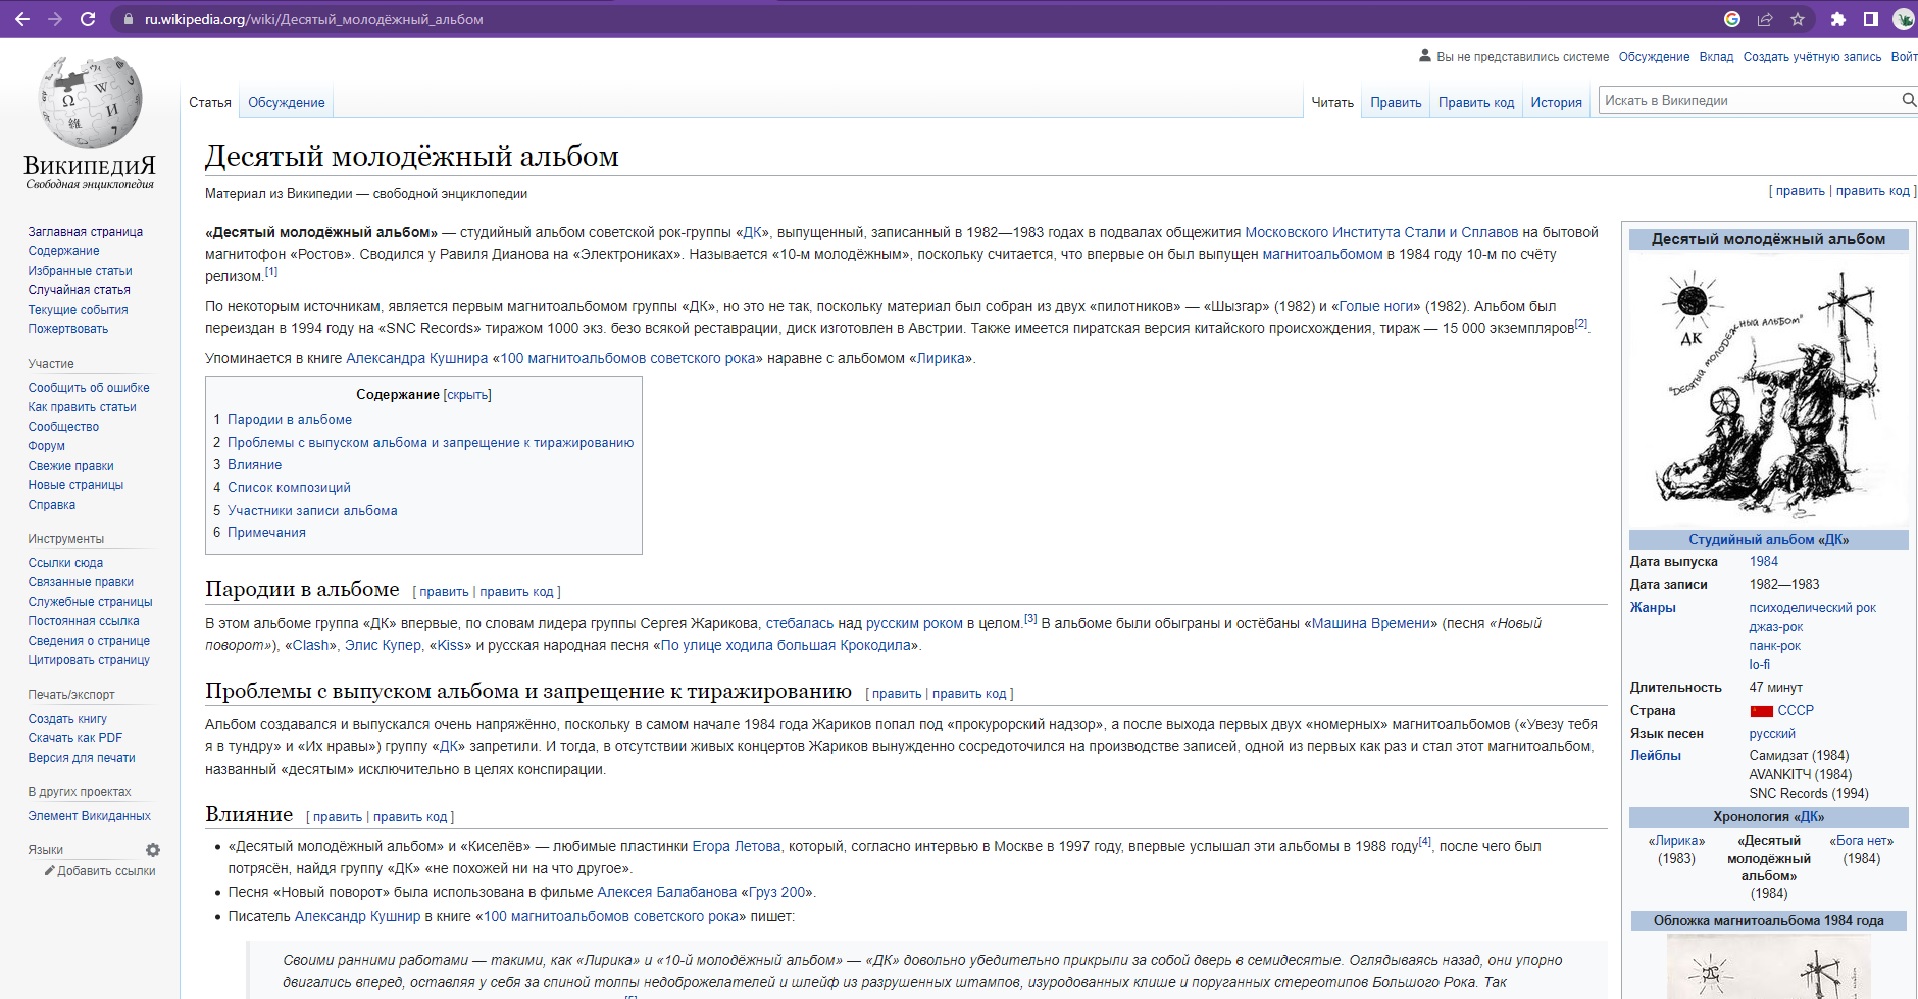 ru.wikipedia.org/wiki/Десятый_молодёжный_альбом
Вы не представились системе Обсуждение Вклад Создать учётную запись Войт
Статья Обсуждение Читать Править Править код История Искать в Википедии
ВИКИПЕДИЯ
Свободная энциклопедия
Заглавная страница
Содержание
Избранные статьи
Случайная статья
Текущие события
Пожертвовать
Участие
Сообщить об ошибке
Как править статьи
Сообщество
Форум
Свежие правки
Новые страницы
Справка
Инструменты
Ссылки сюда
Связанные правки
Служебные страницы
Постоянная ссылка
Сведения о странице
Цитировать страницу
Печать/экспорт
Создать книгу
Скачать как PDF
Версия для печати
В других проектах
Элемент Викиданных
Языки
Добавить ссылки
Десятый молодёжный альбом
Материал из Википедии — свободной энциклопедии
[ править | править код ]
«Десятый молодёжный альбом» — студийный альбом советской рок-группы «ДК», выпущенный, записанный в 1982—1983 годах в подвалах общежития Московского Института Стали и Сплавов на бытовой
магнитофон «Ростов». Сводился у Равиля Дианова на «Электрониках». Называется «10-м молодёжным», поскольку считается, что впервые он был выпущен магнитоальбомом в 1984 году 10-м по счёту
релизом.[1]
По некоторым источникам, является первым магнитоальбомом группы «ДК», но это не так, поскольку материал был собран из двух «пилотников» — «Шызгар» (1982) и «Голые ноги» (1982). Альбом был
переиздан в 1994 году на «SNC Records» тиражом 1000 экз. безо всякой реставрации, диск изготовлен в Австрии. Также имеется пиратская версия китайского происхождения, тираж — 15 000 экземпляров[2].
Упоминается в книге Александра Кушнира «100 магнитоальбомов советского рока» наравне с альбомом «Лирика».
Содержание [скрыть]
1 Пародии в альбоме
2 Проблемы с выпуском альбома и запрещение к тиражированию
3 Влияние
4 Список композиций
5 Участники записи альбома
6 Примечания
Пародии в альбоме [ править | править код ]
В этом альбоме группа «ДК» впервые, по словам лидера группы Сергея Жарикова, стебалась над русским роком в целом.[3] В альбоме были обыграны и остёбаны «Машина Времени» (песня «Новый
поворот»), «Clash», Элис Купер, «Kiss» и русская народная песня «По улице ходила большая Крокодила».
Проблемы с выпуском альбома и запрещение к тиражированию [ править | править код ]
Альбом создавался и выпускался очень напряжённо, поскольку в самом начале 1984 года Жариков попал под «прокурорский надзор», а после выхода первых двух «номерных» магнитоальбомов («Увезу тебя
я в тундру» и «Их нравы») группу «ДК» запретили. И тогда, в отсутствии живых концертов Жариков вынужденно сосредоточился на производстве записей, одной из первых как раз и стал этот магнитоальбом,
названный «десятым» исключительно в целях конспирации.
Влияние [ править | править код ]
«Десятый молодёжный альбом» и «Киселёв» — любимые пластинки Егора Летова, который, согласно интервью в Москве в 1997 году, впервые услышал эти альбомы в 1988 году[4], после чего был
потрясён, найдя группу «ДК» «не похожей ни на что другое».
Песня «Новый поворот» была использована в фильме Алексея Балабанова «Груз 200».
Писатель Александр Кушнир в книге «100 магнитоальбомов советского рока» пишет:
Своими ранними работами — такими, как «Лирика» и «10-й молодёжный альбом» — «ДК» довольно убедительно прикрыли за собой дверь в семидесятые. Оглядываясь назад, они упорно
двигались вперед, оставляя у себя за спиной толпы недоброжелателей и шлейф из разрушенных штампов, изуродованных клише и поруганных стереотипов Большого Рока. Так
Десятый молодёжный альбом
ДК
"Десятый молодёжный альбом"
Студийный альбом «ДК»
Дата выпуска 1984
Дата записи 1982—1983
Жанры психоделический рок
джаз-рок
панк-рок
lo-fi
Длительность 47 минут
Страна СССР
Язык песен русский
Лейблы Самидзат (1984)
AVANKITЧ (1984)
SNC Records (1994)
Хронология «ДК»
«Лирика»
(1983)
«Десятый
молодёжный
альбом»
(1984)
«Бога нет»
(1984)
Обложка магнитоальбома 1984 года